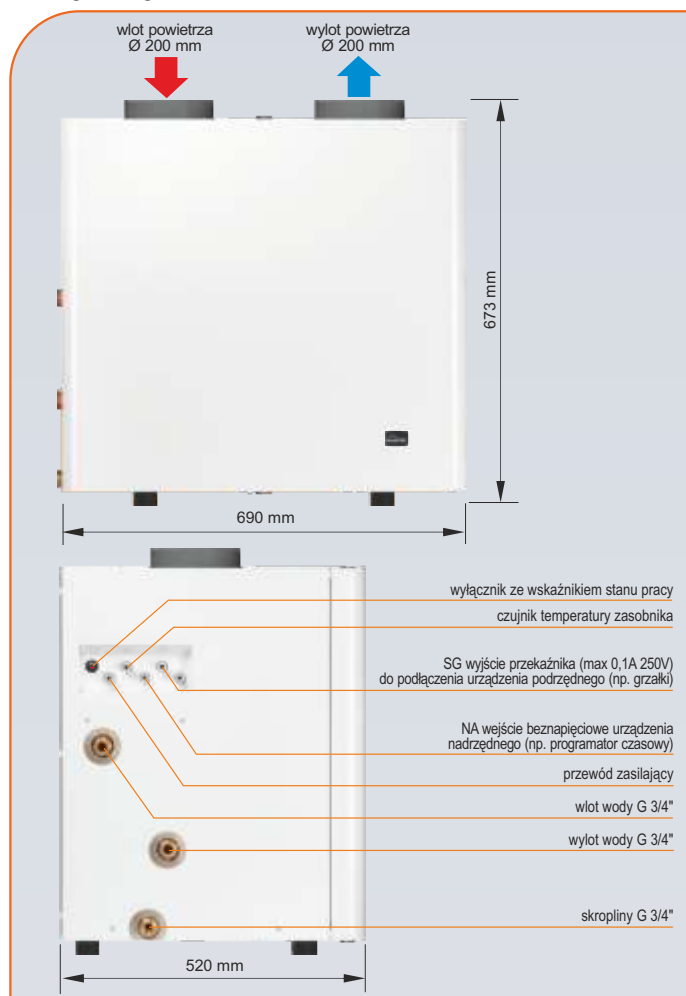 wlot powietrza
Ø 200 mm
wylot powietrza
Ø 200 mm
673 mm
690 mm
wyłącznik ze wskaźnikiem stanu pracy
czujnik temperatury zasobnika
SG wyjście przekaźnika (max 0,1A 250V)
do podłączenia urządzenia podrzędnego (np. grzałki)
NA wejście beznapięciowe urządzenia
nadrzędnego (np. programator czasowy)
przewód zasilający
wlot wody G 3/4"
wylot wody G 3/4"
skropliny G 3/4"
520 mm